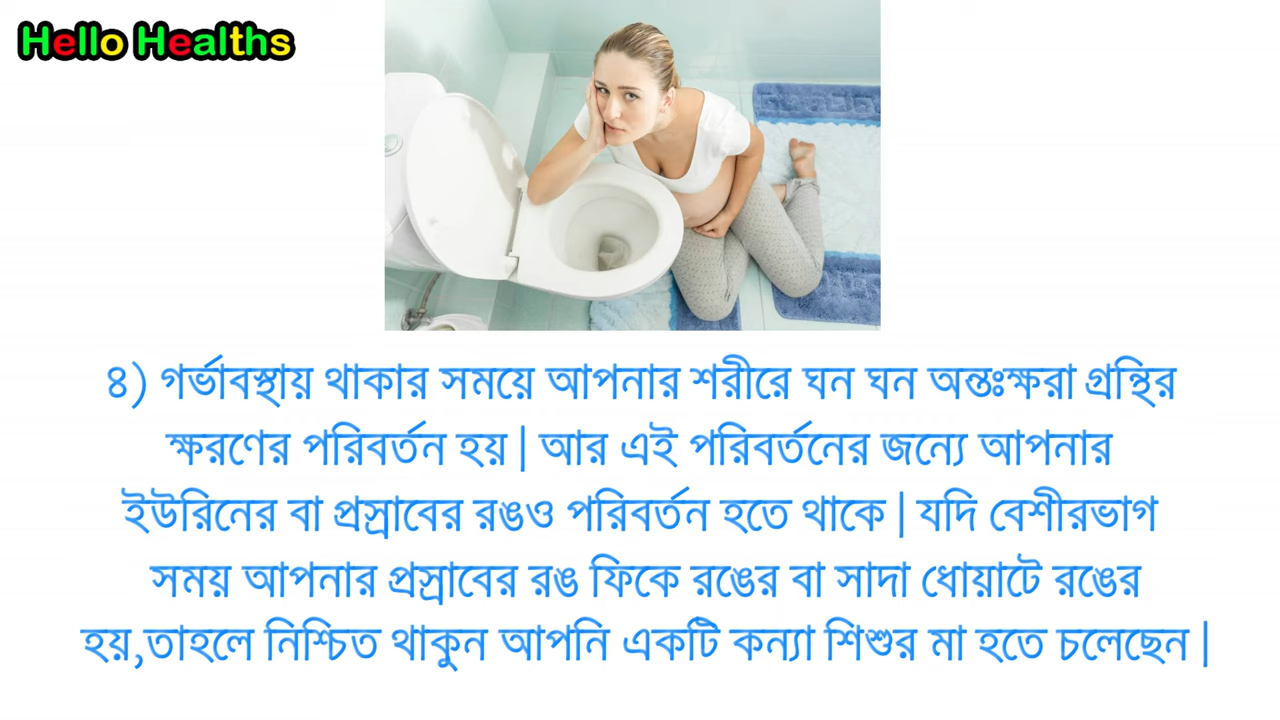 Hello Healths
৪) গর্ভাবস্থায় থাকার সময়ে আপনার শরীরে ঘন ঘন অন্তঃক্ষরা গ্রন্থির
ক্ষরণের পরিবর্তন হয় | আর এই পরিবর্তনের জন্যে আপনার
ইউরিনের বা প্রস্রাবের রঙও পরিবর্তন হতে থাকে | যদি বেশীরভাগ
সময় আপনার প্রস্রাবের রঙ ফিকে রঙের বা সাদা ধোয়াটে রঙের
হয়,তাহলে নিশ্চিত থাকুন আপনি একটি কন্যা শিশুর মা হতে চলেছেন |